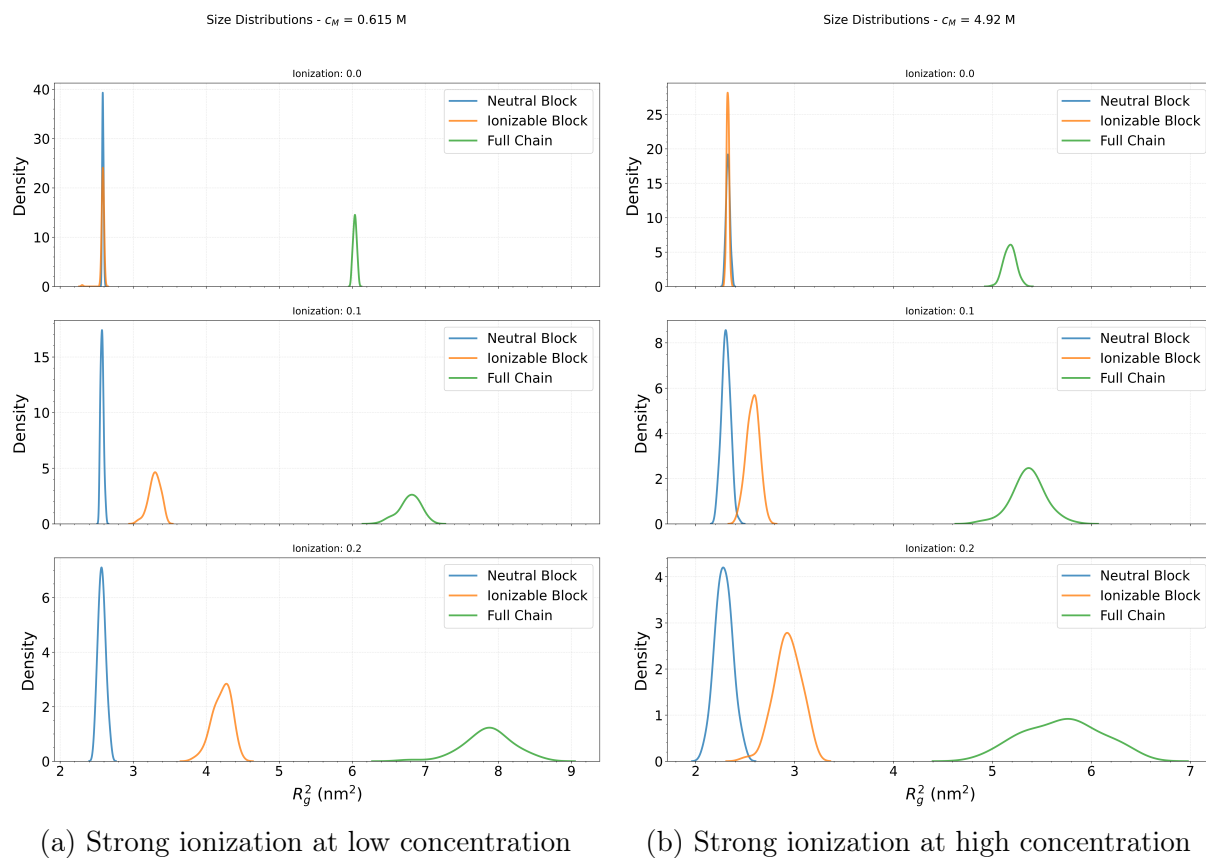 Size Distributions - c_M = 0.615 M
Ionization: 0.0
40
30
20
10
0
Density
Neutral Block
Ionizable Block
Full Chain
Ionization: 0.1
15
10
5
0
Density
Neutral Block
Ionizable Block
Full Chain
Ionization: 0.2
6
4
2
0
Density
Neutral Block
Ionizable Block
Full Chain
2 3 4 5 6 7 8 9
R_g^2 (nm²)
(a) Strong ionization at low concentration
Size Distributions - c_M = 4.92 M
Ionization: 0.0
25
20
15
10
5
0
Density
Neutral Block
Ionizable Block
Full Chain
Ionization: 0.1
8
6
4
2
0
Density
Neutral Block
Ionizable Block
Full Chain
Ionization: 0.2
4
3
2
1
0
Density
Neutral Block
Ionizable Block
Full Chain
2 3 4 5 6 7
R_g^2 (nm²)
(b) Strong ionization at high concentration